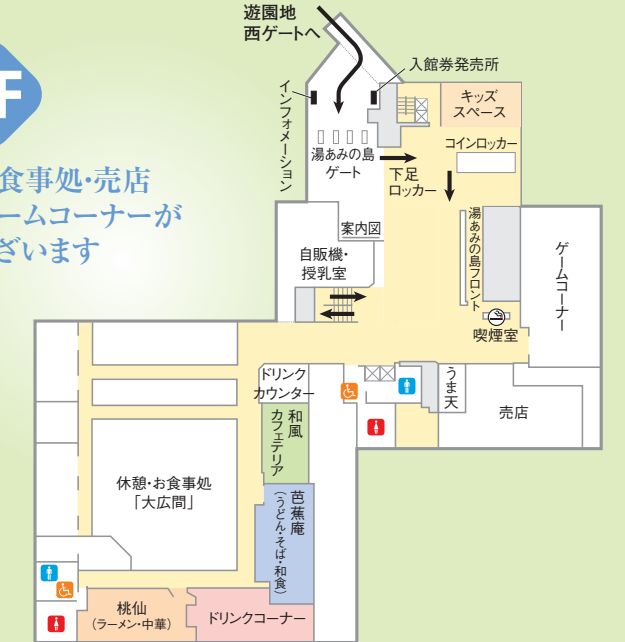 遊園地
西ゲートへ
入館券発売所
インフォメーション
キッズ
スペース
F
食事処・売店
ームコーナーが
ざいます
湯あみの島
ゲート
下足
ロッカー
コインロッカー
案内図
湯あみの島フロント
自販機・
授乳室
ゲームコーナー
喫煙室
ドリンク
カウンター
うま天
売店
和風
カフェテリア
休憩・お食事処
「大広間」
芭蕉庵
(うどん・そば・和食)
桃仙
(ラーメン・中華)
ドリンクコーナー